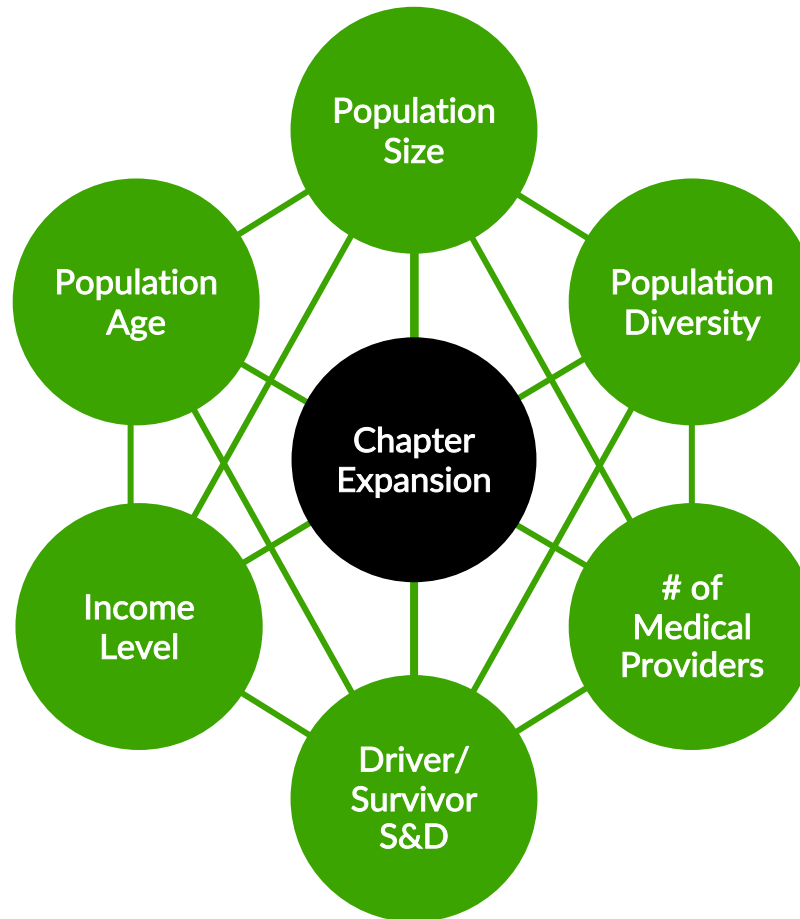 Population
Size
Population
Age
Population
Diversity
Chapter
Expansion
Income
Level
# of
Medical
Providers
Driver/
Survivor
S&D